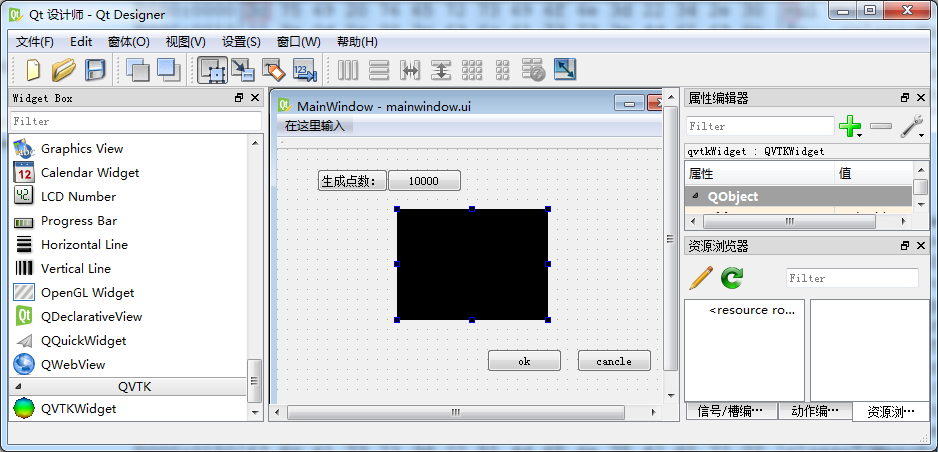 Qt 设计师 - Qt Designer
文件(F) Edit 窗体(O) 视图(V) 设置(S) 窗口(W) 帮助(H)
Widget Box
Filter
Graphics View
Calendar Widget
LCD Number
Progress Bar
Horizontal Line
Vertical Line
OpenGL Widget
QDeclarativeView
QQuickWidget
QWebView
QVTK
QVTKWidget
MainWindow - mainwindow.ui
在这里输入
生成点数: 10000
ok cancle
属性编辑器
Filter
qvtkWidget : QVTKWidget
属性 值
QObject
资源浏览器
Filter
<resource ro...
信号/槽编… 动作编… 资源浏…